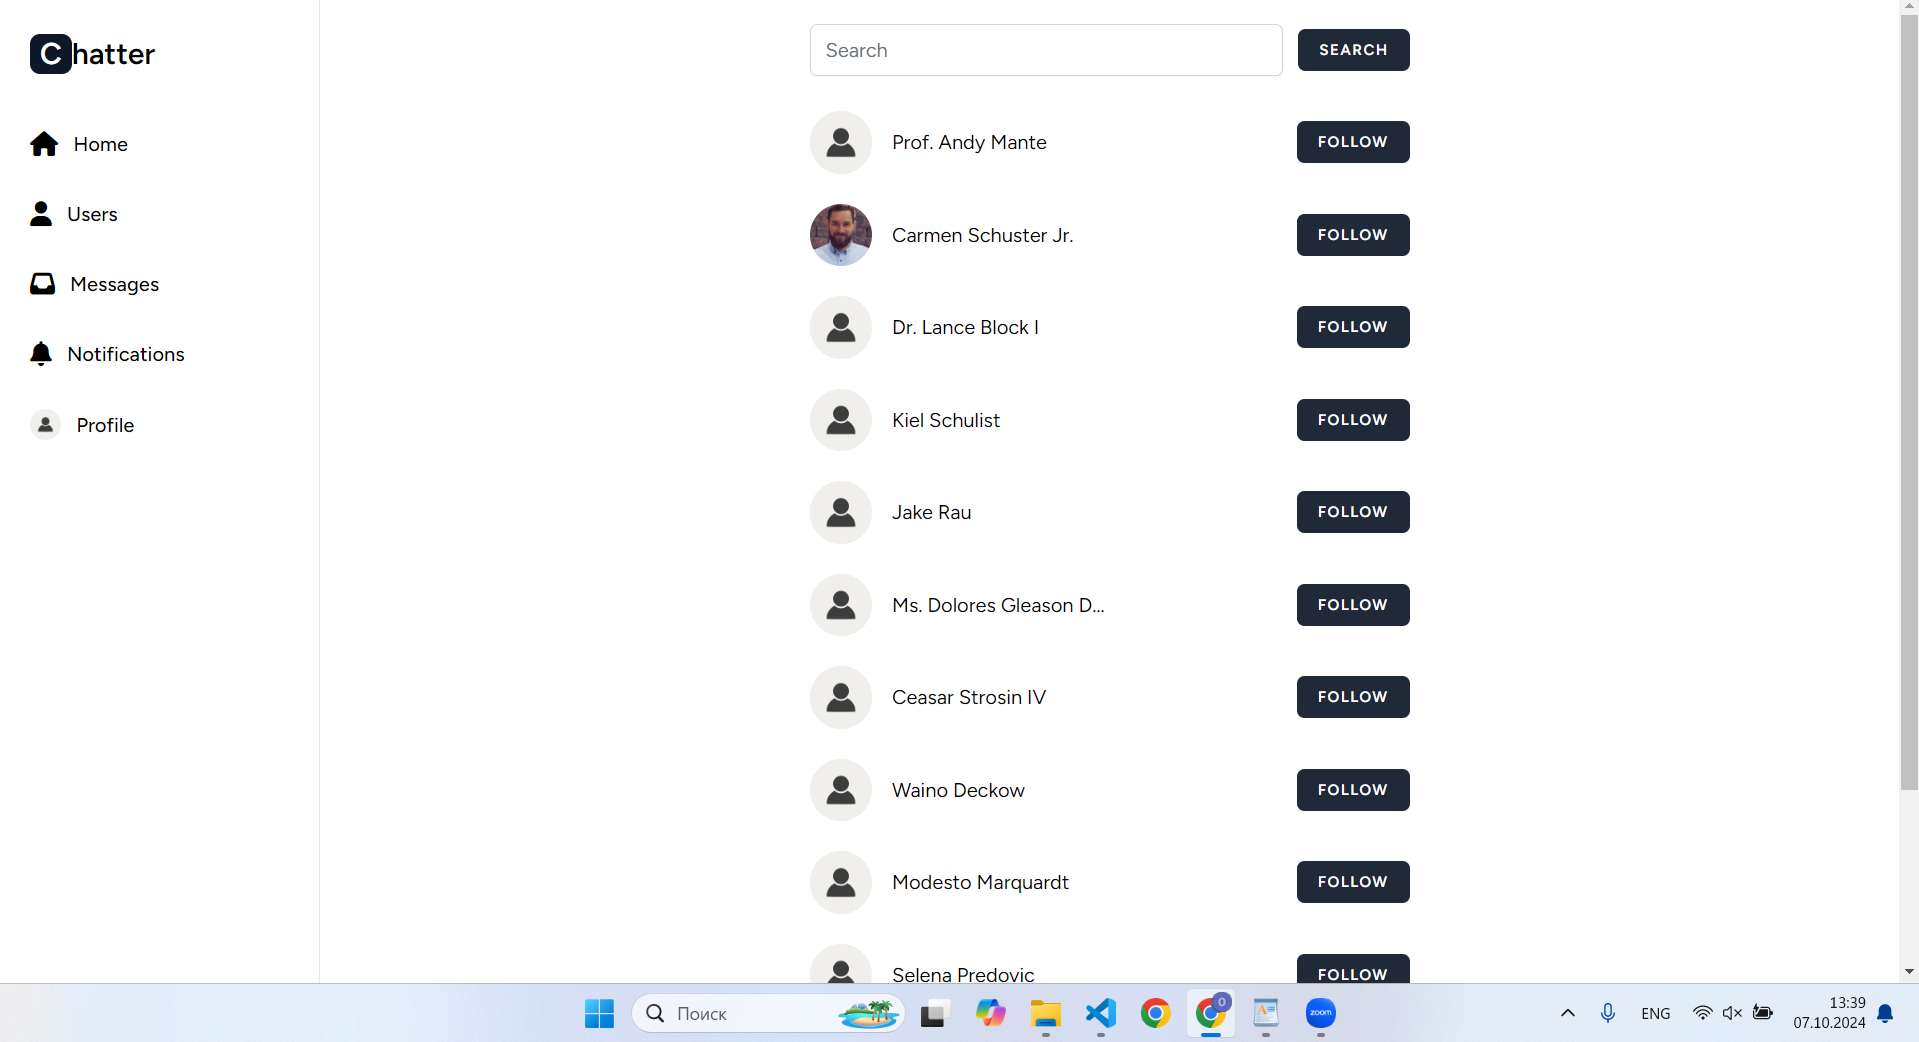 Chatter
Home
Users
Messages
Notifications
Profile
Search
SEARCH
Prof. Andy Mante
FOLLOW
Carmen Schuster Jr.
FOLLOW
Dr. Lance Block I
FOLLOW
Kiel Schulist
FOLLOW
Jake Rau
FOLLOW
Ms. Dolores Gleason D...
FOLLOW
Ceasar Strosin IV
FOLLOW
Waino Deckow
FOLLOW
Modesto Marquardt
FOLLOW
Selena Predovic
FOLLOW
Поиск
0
zoom
ENG
13:39
07.10.2024